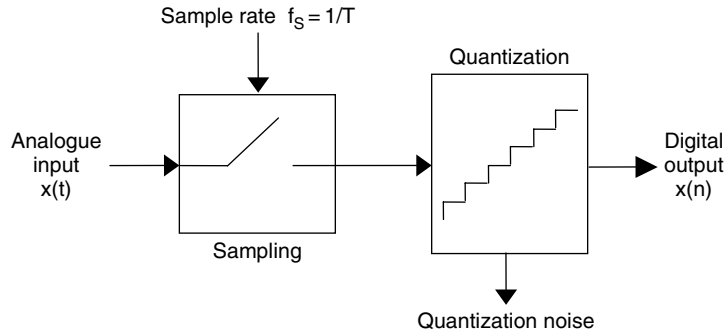 Sample rate f_S = 1/T
Quantization
Analogue
input
x(t)
Digital
output
x(n)
Sampling
Quantization noise